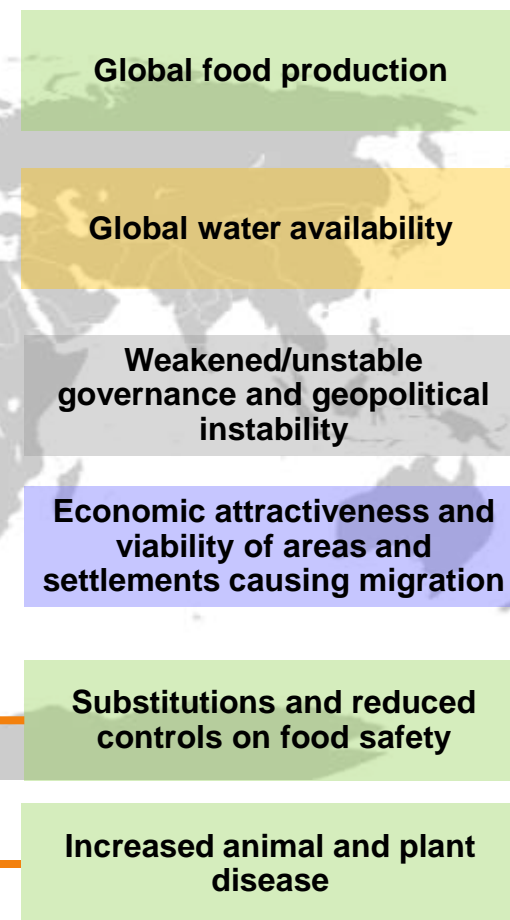 Global food production
Global water availability
Weakened/unstable
governance and geopolitical
instability
Economic attractiveness and
viability of areas and
settlements causing migration
Substitutions and reduced
controls on food safety
Increased animal and plant
disease